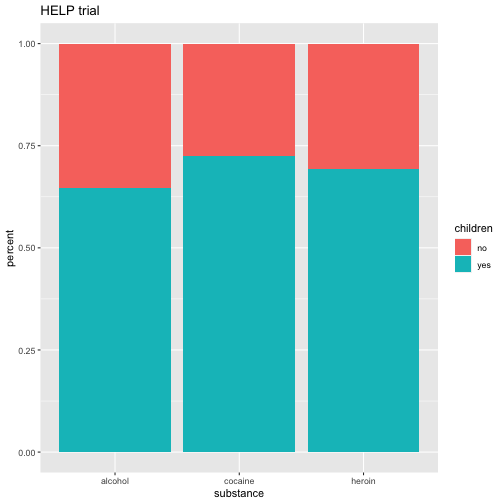 HELP trial
percent
1.00
0.75
0.50
0.25
0.00
alcohol cocaine heroin
substance
children
no
yes